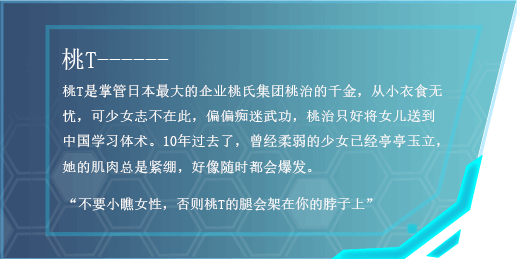 桃T------
桃T是掌管日本最大的企业桃氏集团桃治的千金，从小衣食无
忧，可少女志不在此，偏偏痴迷武功，桃治只好将女儿送到
中国学习体术。10年过去了，曾经柔弱的少女已经亭亭玉立，
她的肌肉总是紧绷，好像随时都会爆发。
“不要小瞧女性，否则桃T的腿会架在你的脖子上”